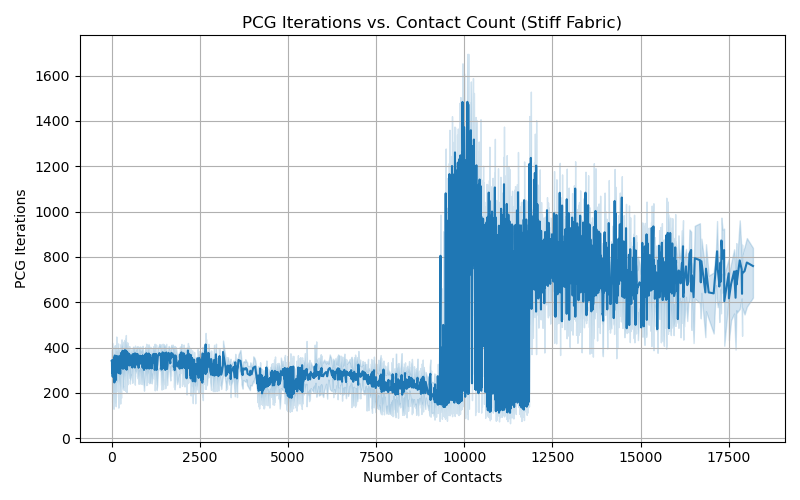 PCG Iterations vs. Contact Count (Stiff Fabric)
PCG Iterations
1600
1400
1200
1000
800
600
400
200
0
0 2500 5000 7500 10000 12500 15000 17500
Number of Contacts